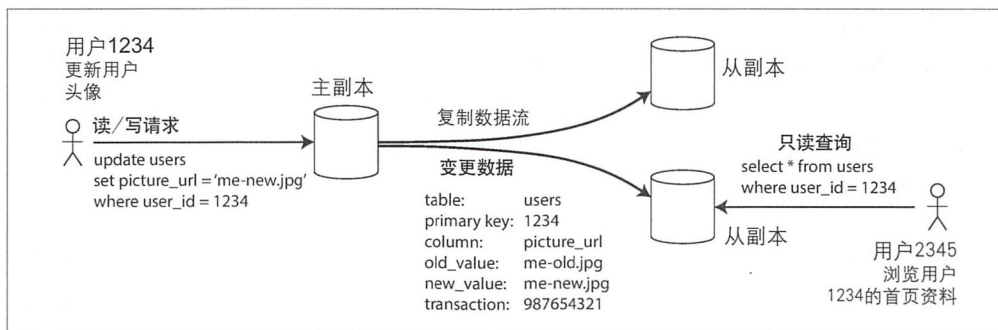 用户1234
更新用户
头像
读/写请求
update users
set picture_url ='me-new.jpg'
where user_id = 1234
主副本
复制数据流
变更数据
table: users
primary key: 1234
column: picture_url
old_value: me-old.jpg
new_value: me-new.jpg
transaction: 987654321
从副本
只读查询
select * from users
where user_id = 1234
从副本
用户2345
浏览用户
1234的首页资料